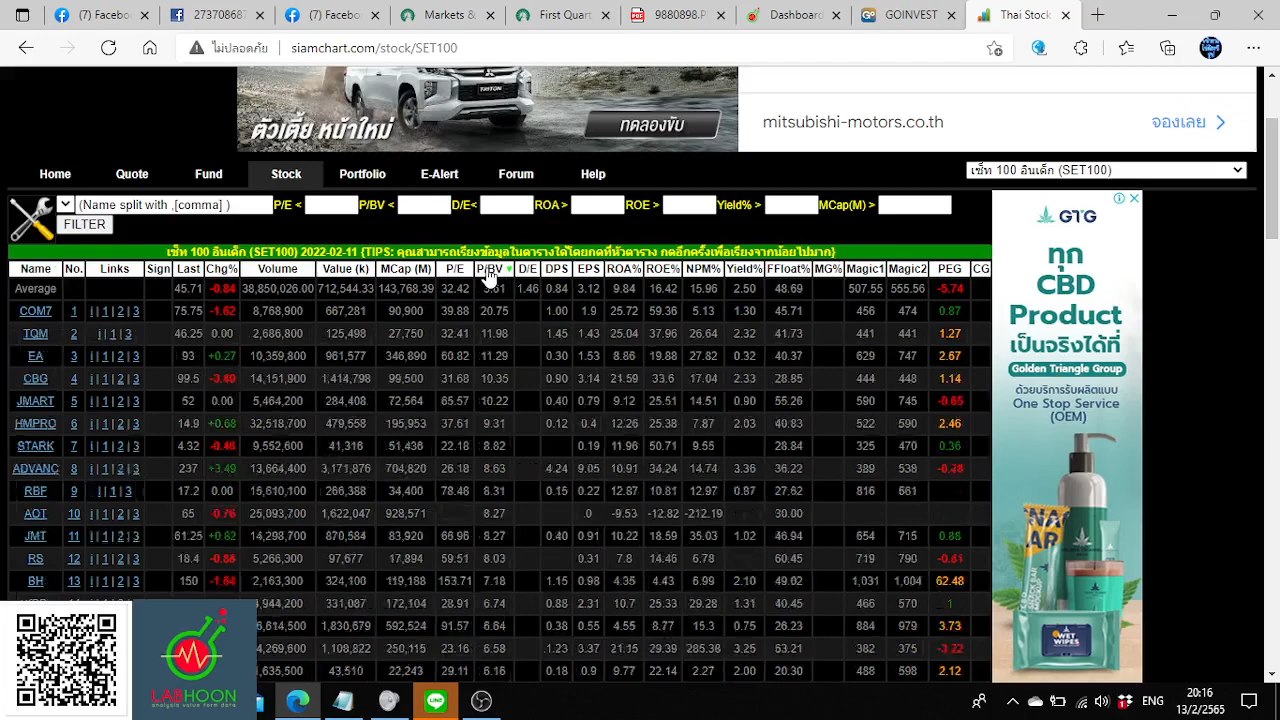 2737068671
Faceboo
Markets &
FPS Gr
9880898.P
Dashboarc
GOINVEST
stock chart
ไม่ปลอดภัย | siamchart.com/stock/SET100
TRITON
ตัวเตี้ย หน้าใหม่
ทดลองขับ
mitsubishi-motors.co.th
จองเลย
Home Quote Fund Stock Portfolio E-Alert Forum Help
เซ็ท 100 อินเด็ก (SET100)
(Name split with ,[comma] ) P/E < P/BV < D/E< ROA > ROE > Yield% > MCap(M) >
FILTER
เซ็ท 100 อินเด็ก (SET100) 2022-02-11 {TIPS: คุณสามารถเรียงข้อมูลในตารางได้โดยกดที่หัวตาราง กดอีกครั้งเพื่อเรียงจากน้อยไปมาก}
Name No. Links Sign Last Chg% Volume Value (k) MCap (M) P/E P/BV D/E DPS EPS ROA% ROE% NPM% Yield% FFloat% MG% Magic1 Magic2 PEG CG
Average 45.71 -0.84 38,850,026.00 712,544 143,768.39 32.42 1.46 0.84 3.12 9.84 16.42 15.96 2.50 48.69 507.55 555.56 -5.74
COM7 1 i|1|2|3 75.75 -1.62 8,768,900 667,281 90,900 39.88 20.75 1.00 1.9 25.72 59.36 5.13 1.30 45.71 456 474 0.87
TQM 2 i|1|3 46.25 0.00 2,686,800 125,498 27,750 32.41 11.98 1.45 1.43 25.04 37.96 26.64 2.32 41.73 441 441 1.27
EA 3 i|1|2|3 93 +0.27 10,359,800 961,577 346,890 60.82 11.29 0.30 1.53 8.86 19.88 27.82 0.32 40.37 629 747 2.67
CBG 4 i|1|2|3 99.5 -3.40 14,151,900 1,414,798 99,500 31.68 10.35 0.90 3.14 21.59 33.6 17.04 2.33 28.85 444 448 1.14
JMART 5 i|1|2|3 52 0.00 5,464,200 284,408 72,564 65.57 10.22 0.40 0.79 9.12 25.51 14.51 0.90 55.26 590 745 -0.65
HMPRO 6 i|1|2|3 14.9 +0.68 32,518,700 479,558 195,953 37.61 9.31 0.12 0.4 12.26 25.38 7.87 2.03 40.83 522 590 2.46
STARK 7 i|1|2|3 4.32 -0.46 9,552,600 41,316 51,436 22.18 8.82 0.19 11.96 50.71 9.55 28.84 325 470 0.36
ADVANC 8 i|1|2|3 237 +3.49 13,664,400 3,171,876 704,820 26.18 8.63 4.24 9.05 10.91 34.24 14.74 3.36 36.22 389 538 -0.78
RBF 9 i|1|3 17.2 0.00 15,610,100 266,388 34,400 78.46 8.31 0.15 0.22 12.87 10.81 12.97 0.87 27.62 816 561
AOT 10 i|1|2|3 65 -0.76 25,093,700 1,622,047 928,571 8.27 .0 -9.53 -12.82 -212.19 30.00
JMT 11 i|1|2|3 61.25 +0.82 14,298,700 870,084 83,920 66.96 8.27 0.40 0.91 10.22 18.59 35.03 1.02 46.94 654 715 0.88
RS 12 i|1|2|3 18.4 5,266,300 97,677 17,894 59.51 8.03 0.31 7.8 14.46 6.78 60.45 719 798
BH 13 i|1|2|3 150 2,163,300 324,100 119,188 153.71 7.18 1.15 0.98 4.35 4.43 6.99 2.10 49.02 1,031 1,004 62.48
4,944,200 331,087 172,104 28.91 6.74 0.88 2.31 10.7 25.33 29.28 1.31 40.45 466 570 1
1,830,679 592,524 91.57 6.64 0.38 0.55 4.55 8.77 15.3 0.75 26.23 884 979 3.73
4,269,600 250,115 23.16 6.58 1.23 3.37 29.39 285.38 3.25 63.21 382 375
43,041 22,243 29.11 6.16 0.18 0.9 9.77 22.14 2.27 2.00 20.30 488 598 2.12
GTG
ทุก
CBD
Product
เป็นจริงได้ที่
Golden Triangle Group
ด้วยบริการรับผลิตแบบ
One Stop Service
(OEM)
WET WIPES
LABHOON
analysis value form data
ENG
20:16
13/2/2565